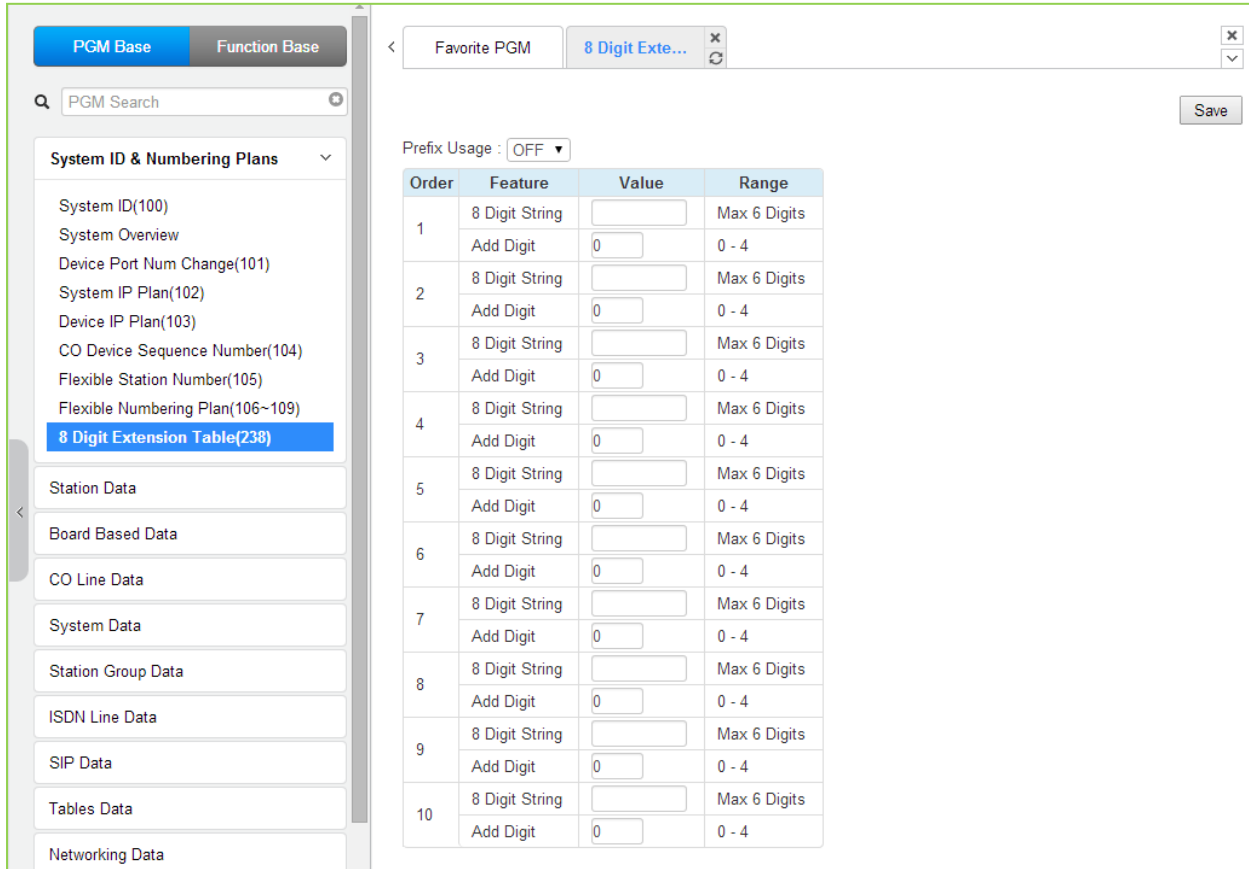 PGM Base Function Base
PGM Search
System ID & Numbering Plans
System ID(100)
System Overview
Device Port Num Change(101)
System IP Plan(102)
Device IP Plan(103)
CO Device Sequence Number(104)
Flexible Station Number(105)
Flexible Numbering Plan(106~109)
8 Digit Extension Table(238)
Station Data
Board Based Data
CO Line Data
System Data
Station Group Data
ISDN Line Data
SIP Data
Tables Data
Networking Data
Favorite PGM 8 Digit Exte...
Save
Prefix Usage : OFF
Order Feature Value Range
1 8 Digit String Max 6 Digits
Add Digit 0 0 - 4
2 8 Digit String Max 6 Digits
Add Digit 0 0 - 4
3 8 Digit String Max 6 Digits
Add Digit 0 0 - 4
4 8 Digit String Max 6 Digits
Add Digit 0 0 - 4
5 8 Digit String Max 6 Digits
Add Digit 0 0 - 4
6 8 Digit String Max 6 Digits
Add Digit 0 0 - 4
7 8 Digit String Max 6 Digits
Add Digit 0 0 - 4
8 8 Digit String Max 6 Digits
Add Digit 0 0 - 4
9 8 Digit String Max 6 Digits
Add Digit 0 0 - 4
10 8 Digit String Max 6 Digits
Add Digit 0 0 - 4